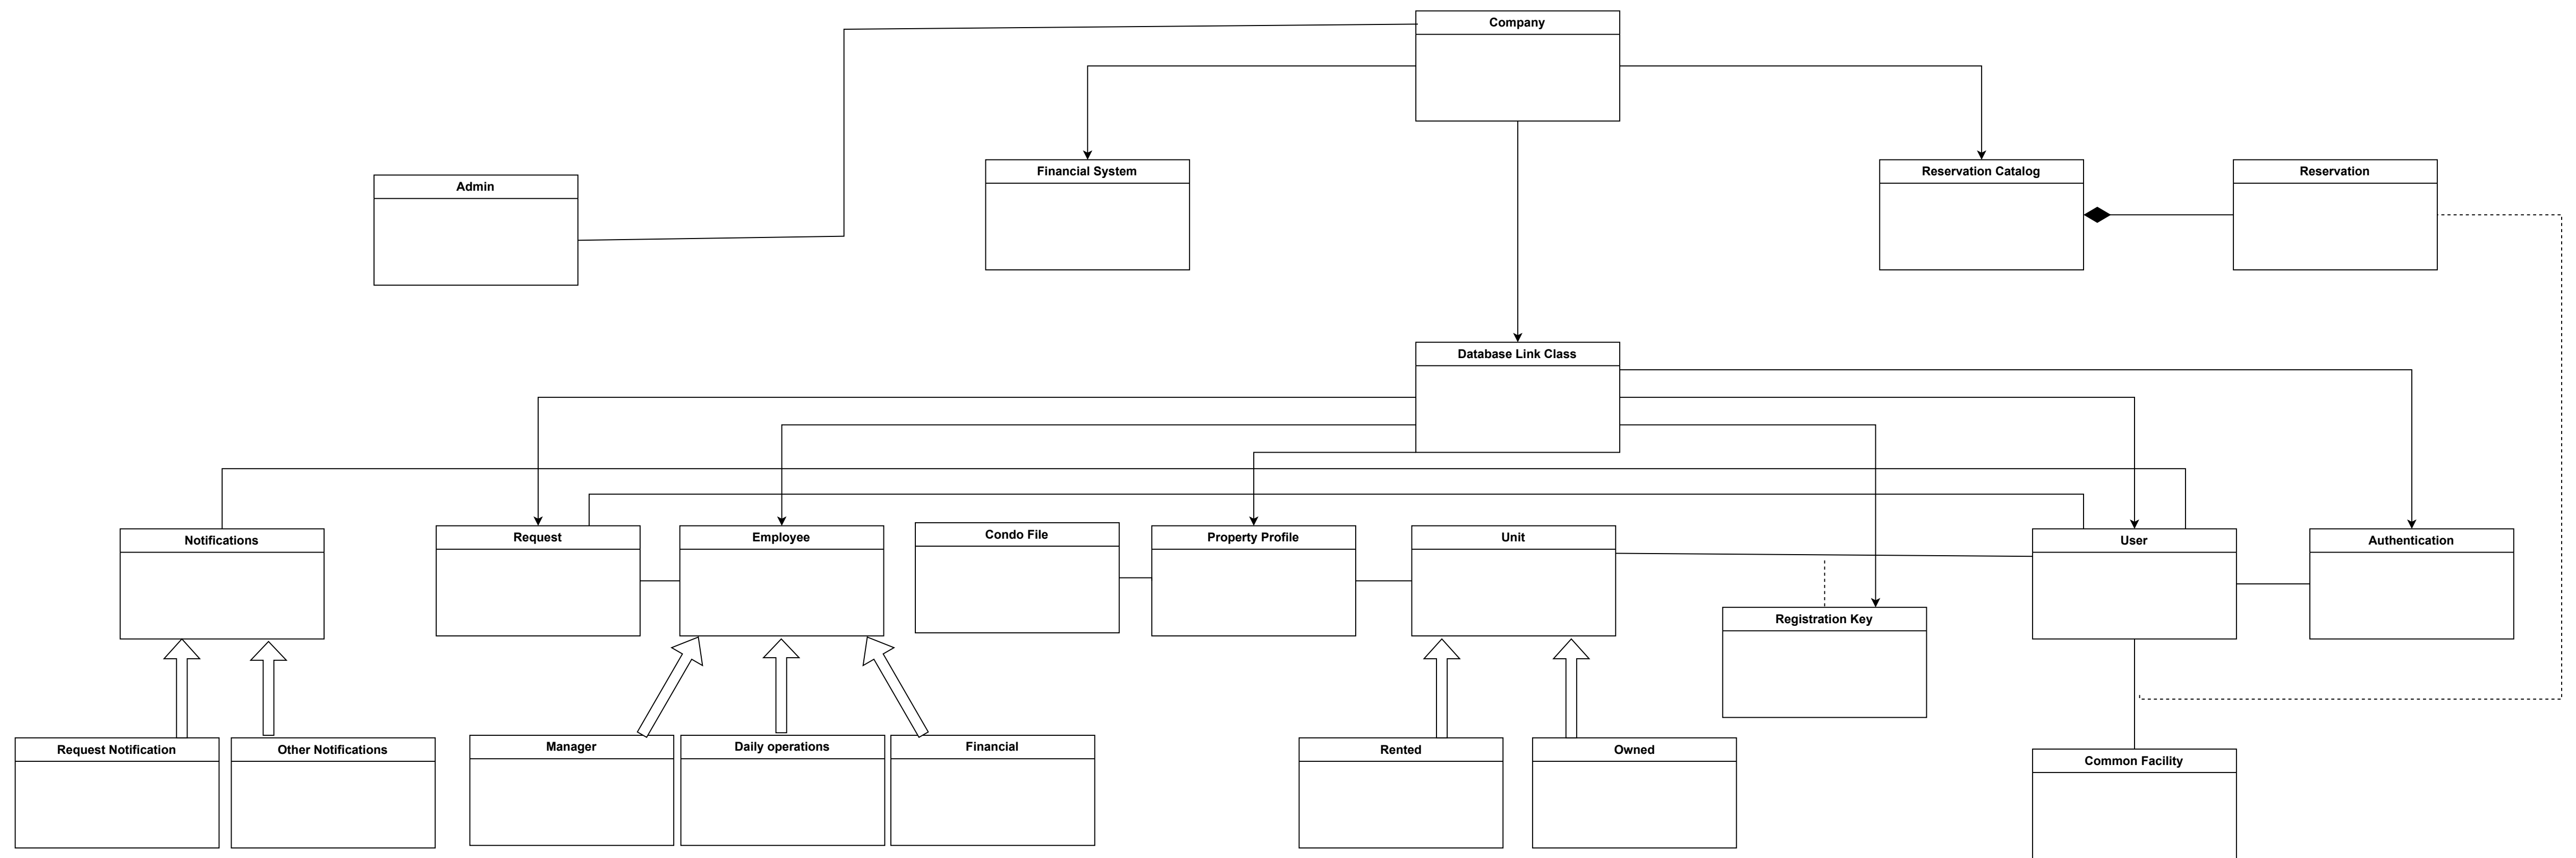 Company
Financial System
Reservation Catalog
Reservation
Admin
Database Link Class
Notifications
Request
Employee
Condo File
Property Profile
Unit
User
Authentication
Registration Key
Request Notification
Other Notifications
Manager
Daily operations
Financial
Rented
Owned
Common Facility